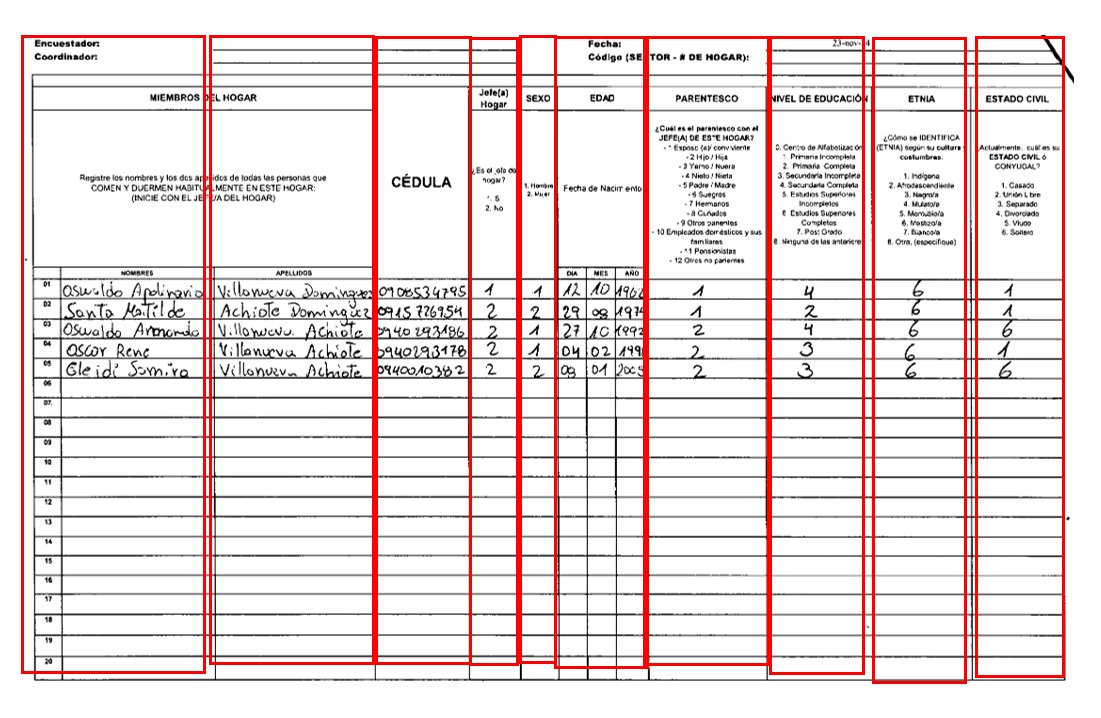 Encuestador:
Coordinador:
Fecha: 23-nov-14
Código (SECTOR - # DE HOGAR):
MIEMBROS DEL HOGAR
CÉDULA
Jefe(a) Hogar
SEXO
EDAD
PARENTESCO
NIVEL DE EDUCACIÓN
ETNIA
ESTADO CIVIL
Registre los nombres y los dos apellidos de todas las personas que
COMEN Y DUERMEN HABITUALMENTE EN ESTE HOGAR:
(INICIE CON EL JEFE/A DEL HOGAR)
¿Es el jefe de hogar?
1. Sí
2. No
1. Hombre
2. Mujer
Fecha de Nacimiento
¿Cuál es el parentesco con el
JEFE(A) DE ESTE HOGAR?
- 1 Esposo (a)/ conviviente
- 2 Hijo / Hija
- 3 Yerno / Nuera
- 4 Nieto / Nieta
- 5 Padre / Madre
- 6 Suegros
- 7 Hermanos
- 8 Cuñados
- 9 Otros parientes
- 10 Empleados domésticos y sus
familiares
- 11 Pensionistas
- 12 Otros no parientes
0. Centro de Alfabetización
1. Primaria Incompleta
2. Primaria Completa
3. Secundaria Incompleta
4. Secundaria Completa
5. Estudios Superiores
Incompletos
6. Estudios Superiores
Completos
7. Post Grado
8. Ninguna de las anteriores
¿Cómo se IDENTIFICA
(ETNIA) según su cultura y
costumbres:
1. Indígena
2. Afrodescendiente
3. Negro/a
4. Mulato/a
5. Montubio/a
6. Mestizo/a
7. Blanco/a
8. Otra, (especifique)
Actualmente, cuál es su
ESTADO CIVIL ó
CONYUGAL?
1. Casado
2. Unión Libre
3. Separado
4. Divorciado
5. Viudo
6. Soltero
NOMBRES APELLIDOS DIA MES AÑO
01 Oswaldo Apolinario Villanueva Dominguez 0908534795 1 1 12 10 1962 1 4 6 1
02 Santa Matilde Achiote Dominguez 0915726954 2 2 29 08 1974 1 2 6 1
03 Oswaldo Armando Villanueva Achiote 0940293186 2 1 27 10 1992 2 4 6 6
04 Oscar Rene Villanueva Achiote 0940293178 2 1 04 02 199 2 3 6 1
05 Gleidi Samira Villanueva Achiote 0940010382 2 2 03 01 2005 2 3 6 6
06
07.
08
09
10
11
12
13
14
15
16
17
18
19
20